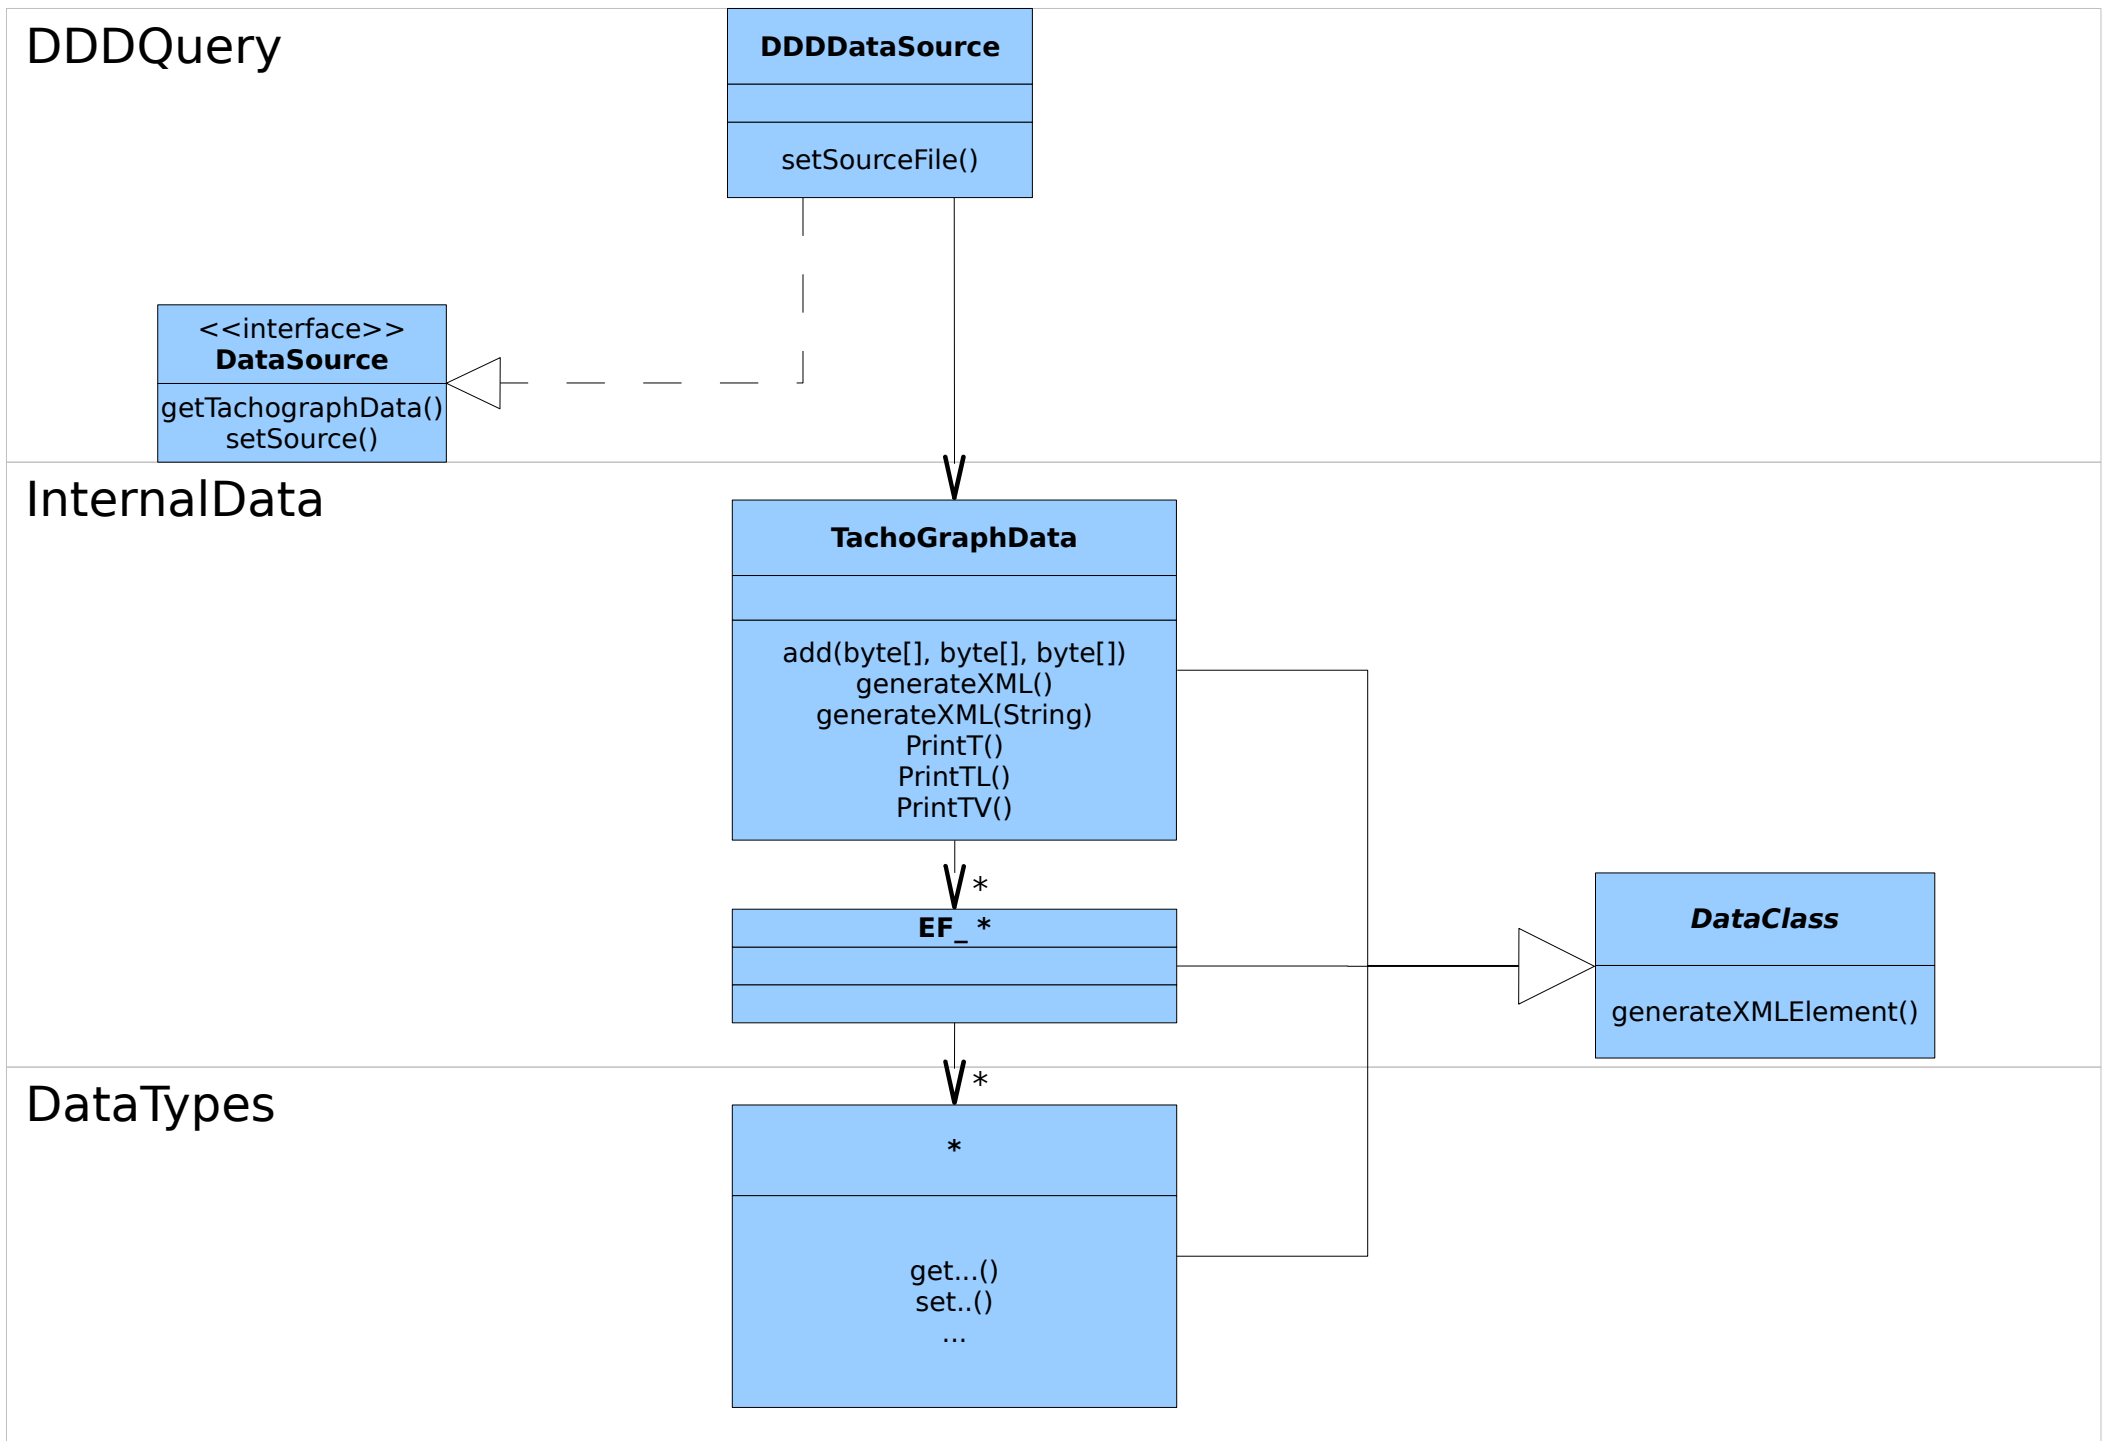 DDDQuery
DDDDataSource
setSourceFile()
<<interface>>
DataSource
getTachographData()
setSource()
InternalData
TachoGraphData
add(byte[], byte[], byte[])
generateXML()
generateXML(String)
PrintT()
PrintTL()
PrintTV()
*
EF_ *
DataClass
generateXMLElement()
*
DataTypes
*
get...()
set..()
...